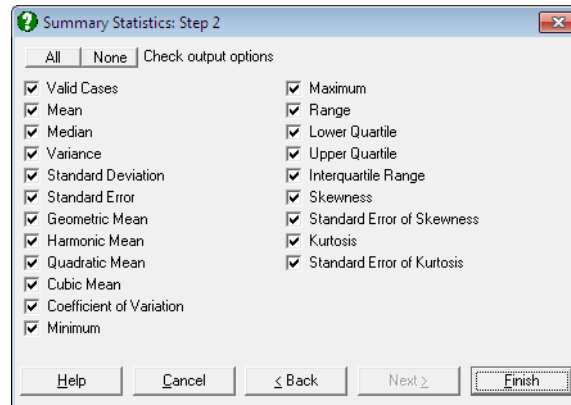 Summary Statistics: Step 2
All None Check output options
Valid Cases
Mean
Median
Variance
Standard Deviation
Standard Error
Geometric Mean
Harmonic Mean
Quadratic Mean
Cubic Mean
Coefficient of Variation
Minimum
Maximum
Range
Lower Quartile
Upper Quartile
Interquartile Range
Skewness
Standard Error of Skewness
Kurtosis
Standard Error of Kurtosis
Help Cancel < Back Next > Finish